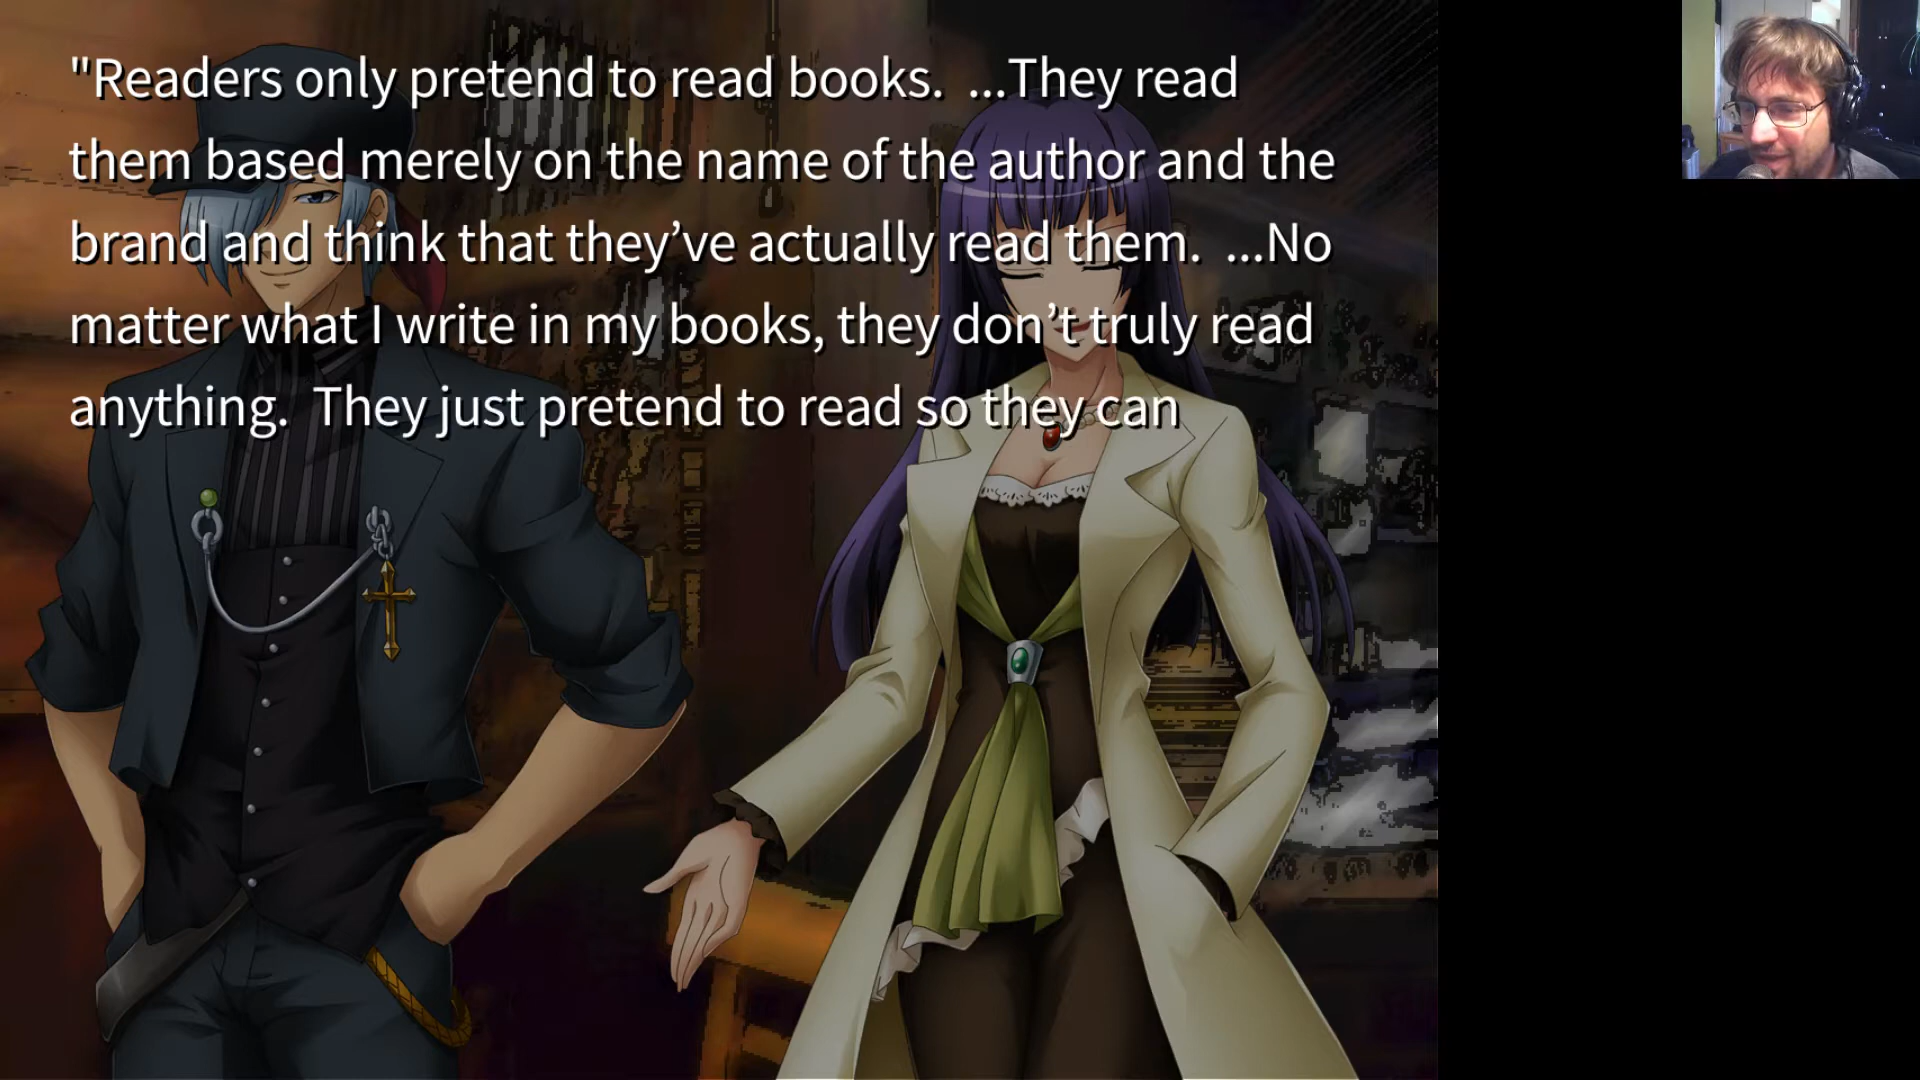 "Readers only pretend to read books.  ...They read
them based merely on the name of the author and the
brand and think that they’ve actually read them.  ...No
matter what I write in my books, they don’t truly read
anything.  They just pretend to read so they can